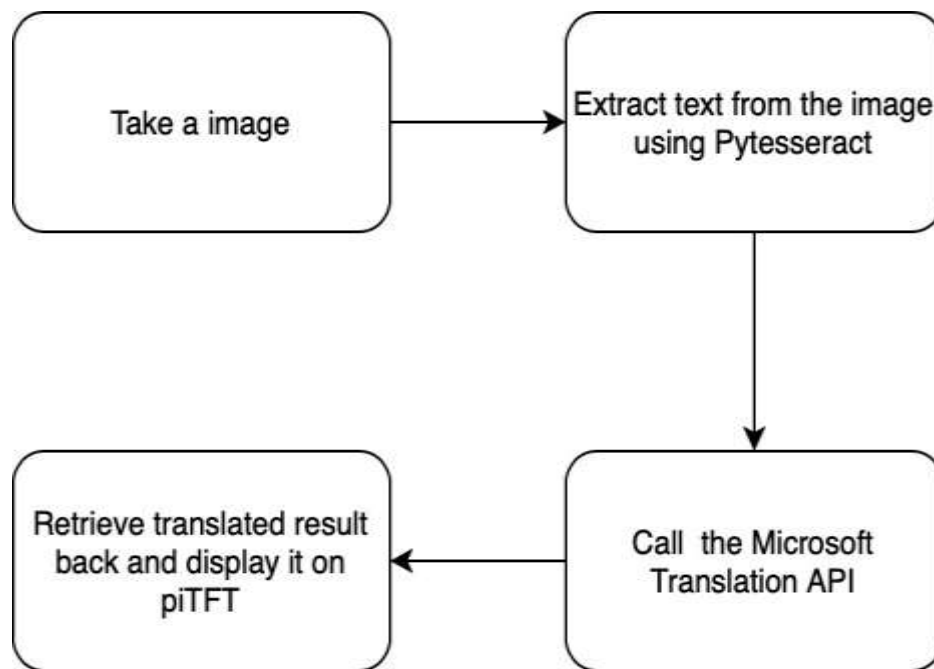 Take a image
Extract text from the image
using Pytesseract
Call the Microsoft
Translation API
Retrieve translated result
back and display it on
piTFT